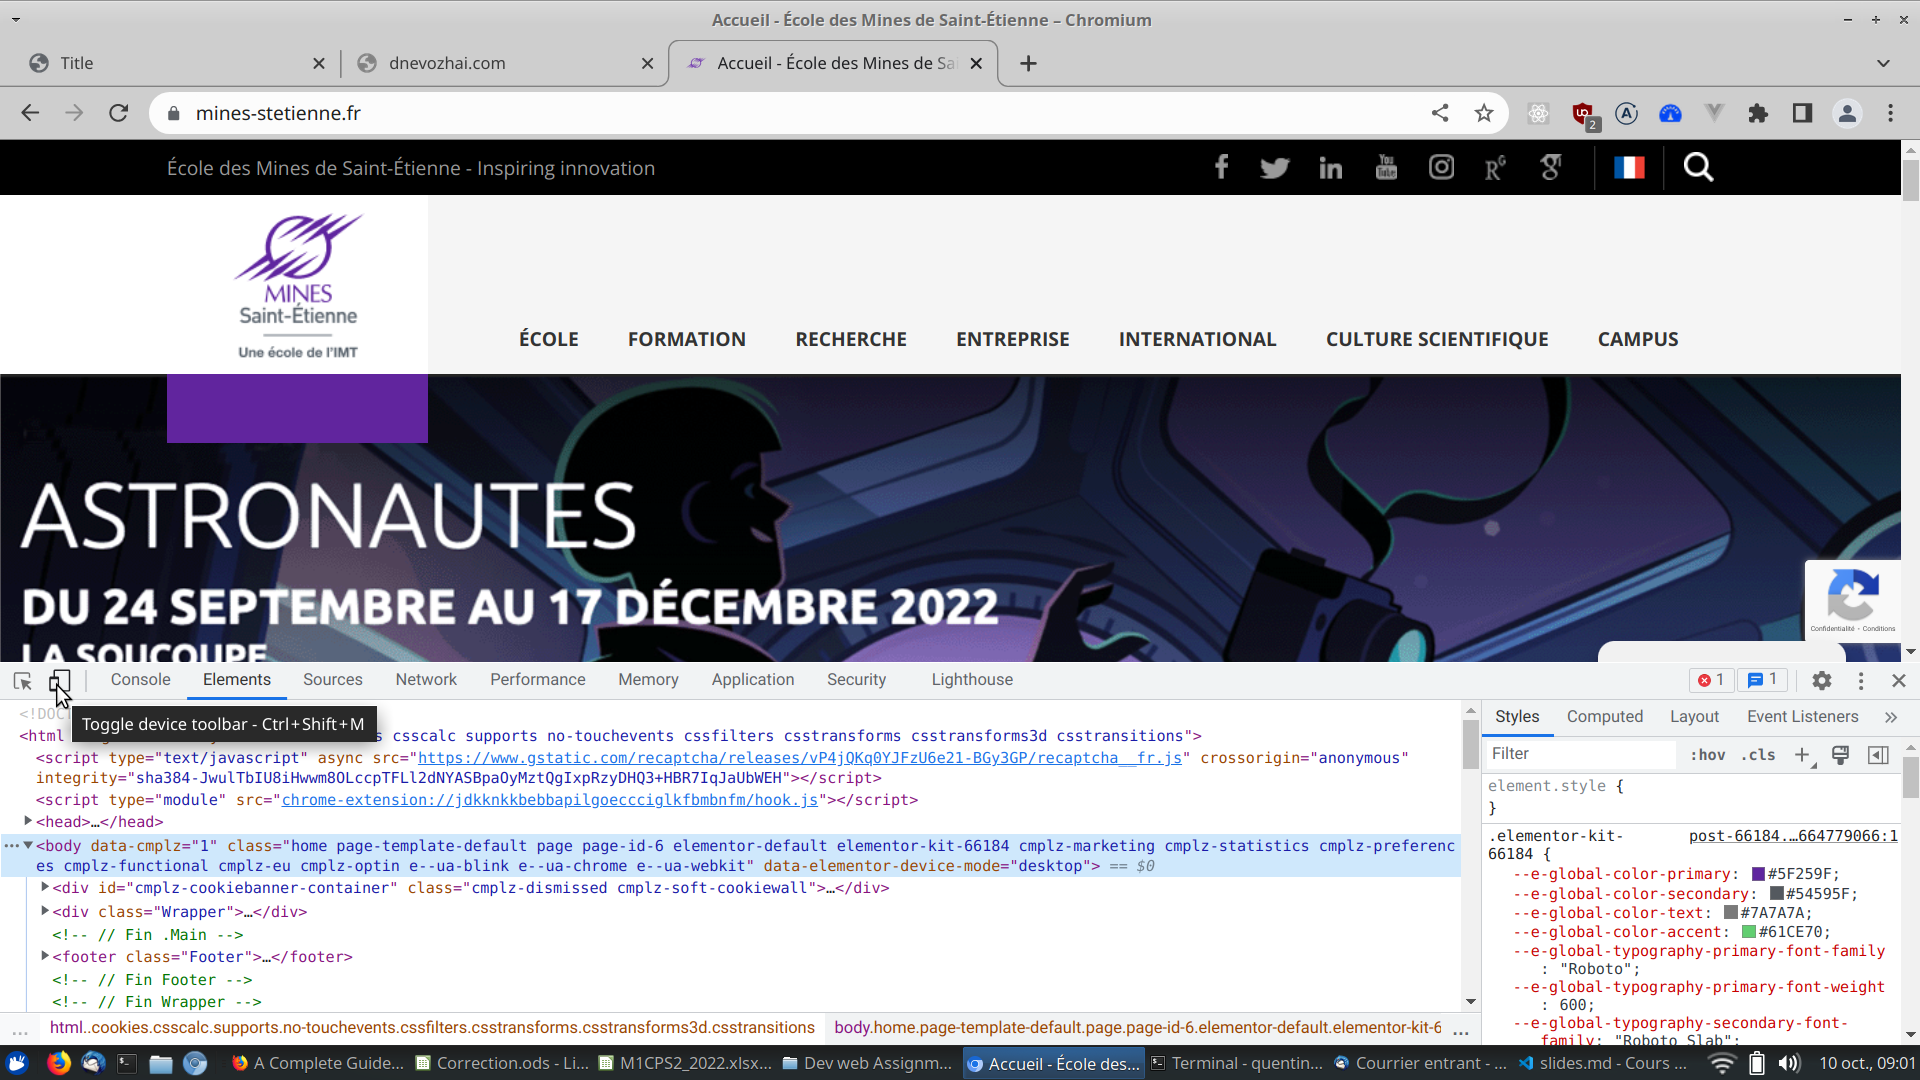 Accueil - École des Mines de Saint-Étienne – Chromium
Title
dnevozhai.com
Accueil - École des Mines de Sa
mines-stetienne.fr
2
École des Mines de Saint-Étienne - Inspiring innovation
MINES
Saint-Étienne
Une école de l'IMT
ÉCOLE FORMATION RECHERCHE ENTREPRISE INTERNATIONAL CULTURE SCIENTIFIQUE CAMPUS
ASTRONAUTES
DU 24 SEPTEMBRE AU 17 DÉCEMBRE 2022
LA SOUCOUPE
Confidentialité - Conditions
Console Elements Sources Network Performance Memory Application Security Lighthouse 1 1
Toggle device toolbar - Ctrl+Shift+M
<!DOC
<html
s csscalc supports no-touchevents cssfilters csstransforms csstransforms3d csstransitions">
<script type="text/javascript" async src="https://www.gstatic.com/recaptcha/releases/vP4jQKq0YJFzU6e21-BGy3GP/recaptcha__fr.js" crossorigin="anonymous"
integrity="sha384-JwulTbIU8iHwwm8OLccpTFLl2dNYASBpaOyMztQgIxpRzyDHQ3+HBR7IqJaUbWEH"></script>
<script type="module" src="chrome-extension://jdkknkkbebbapilgoeccciglkfbmbnfm/hook.js"></script>
<head>…</head>
<body data-cmplz="1" class="home page-template-default page page-id-6 elementor-default elementor-kit-66184 cmplz-marketing cmplz-statistics cmplz-preferenc
es cmplz-functional cmplz-eu cmplz-optin e--ua-blink e--ua-chrome e--ua-webkit" data-elementor-device-mode="desktop"> == $0
<div id="cmplz-cookiebanner-container" class="cmplz-dismissed cmplz-soft-cookiewall">…</div>
<div class="Wrapper">…</div>
<!-- // Fin .Main -->
<footer class="Footer">…</footer>
<!-- // Fin Footer -->
<!-- // Fin Wrapper -->
... html..cookies.csscalc.supports.no-touchevents.cssfilters.csstransforms.csstransforms3d.csstransitions body.home.page-template-default.page.page-id-6.elementor-default.elementor-kit-6 ...
Styles Computed Layout Event Listeners
Filter :hov .cls
element.style {
}
.elementor-kit-
66184 {
post-66184.…664779066:1
--e-global-color-primary: #5F259F;
--e-global-color-secondary: #54595F;
--e-global-color-text: #7A7A7A;
--e-global-color-accent: #61CE70;
--e-global-typography-primary-font-family
: "Roboto";
--e-global-typography-primary-font-weight
: 600;
--e-global-typography-secondary-font-
family: "Roboto Slab";
A Complete Guide... Correction.ods - Li... M1CPS2_2022.xlsx... Dev web Assignm... Accueil - École des... Terminal - quentin... Courrier entrant - ... slides.md - Cours ... 10 oct., 09:01